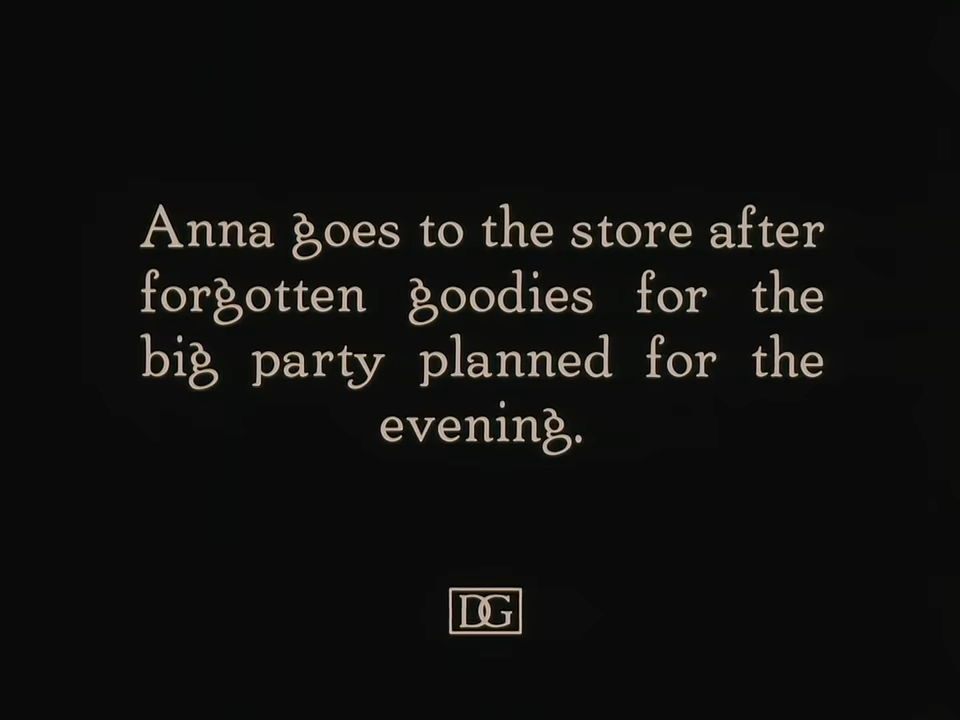 Anna goes to the store after
forgotten goodies for the
big party planned for the
evening.
DG